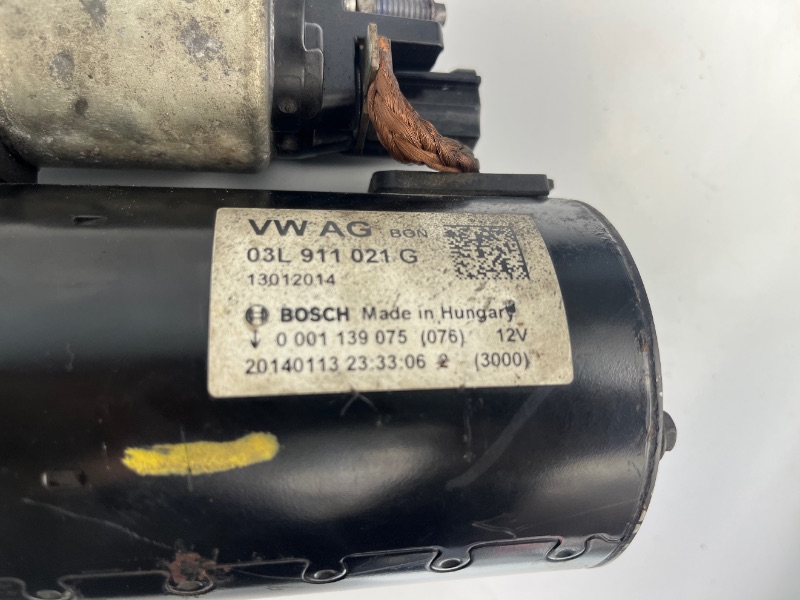 VW AG BGN
03L 911 021 G
13012014
BOSCH Made in Hungary
0 001 139 075 (076) 12V
20140113 23:33:06 2 (3000)